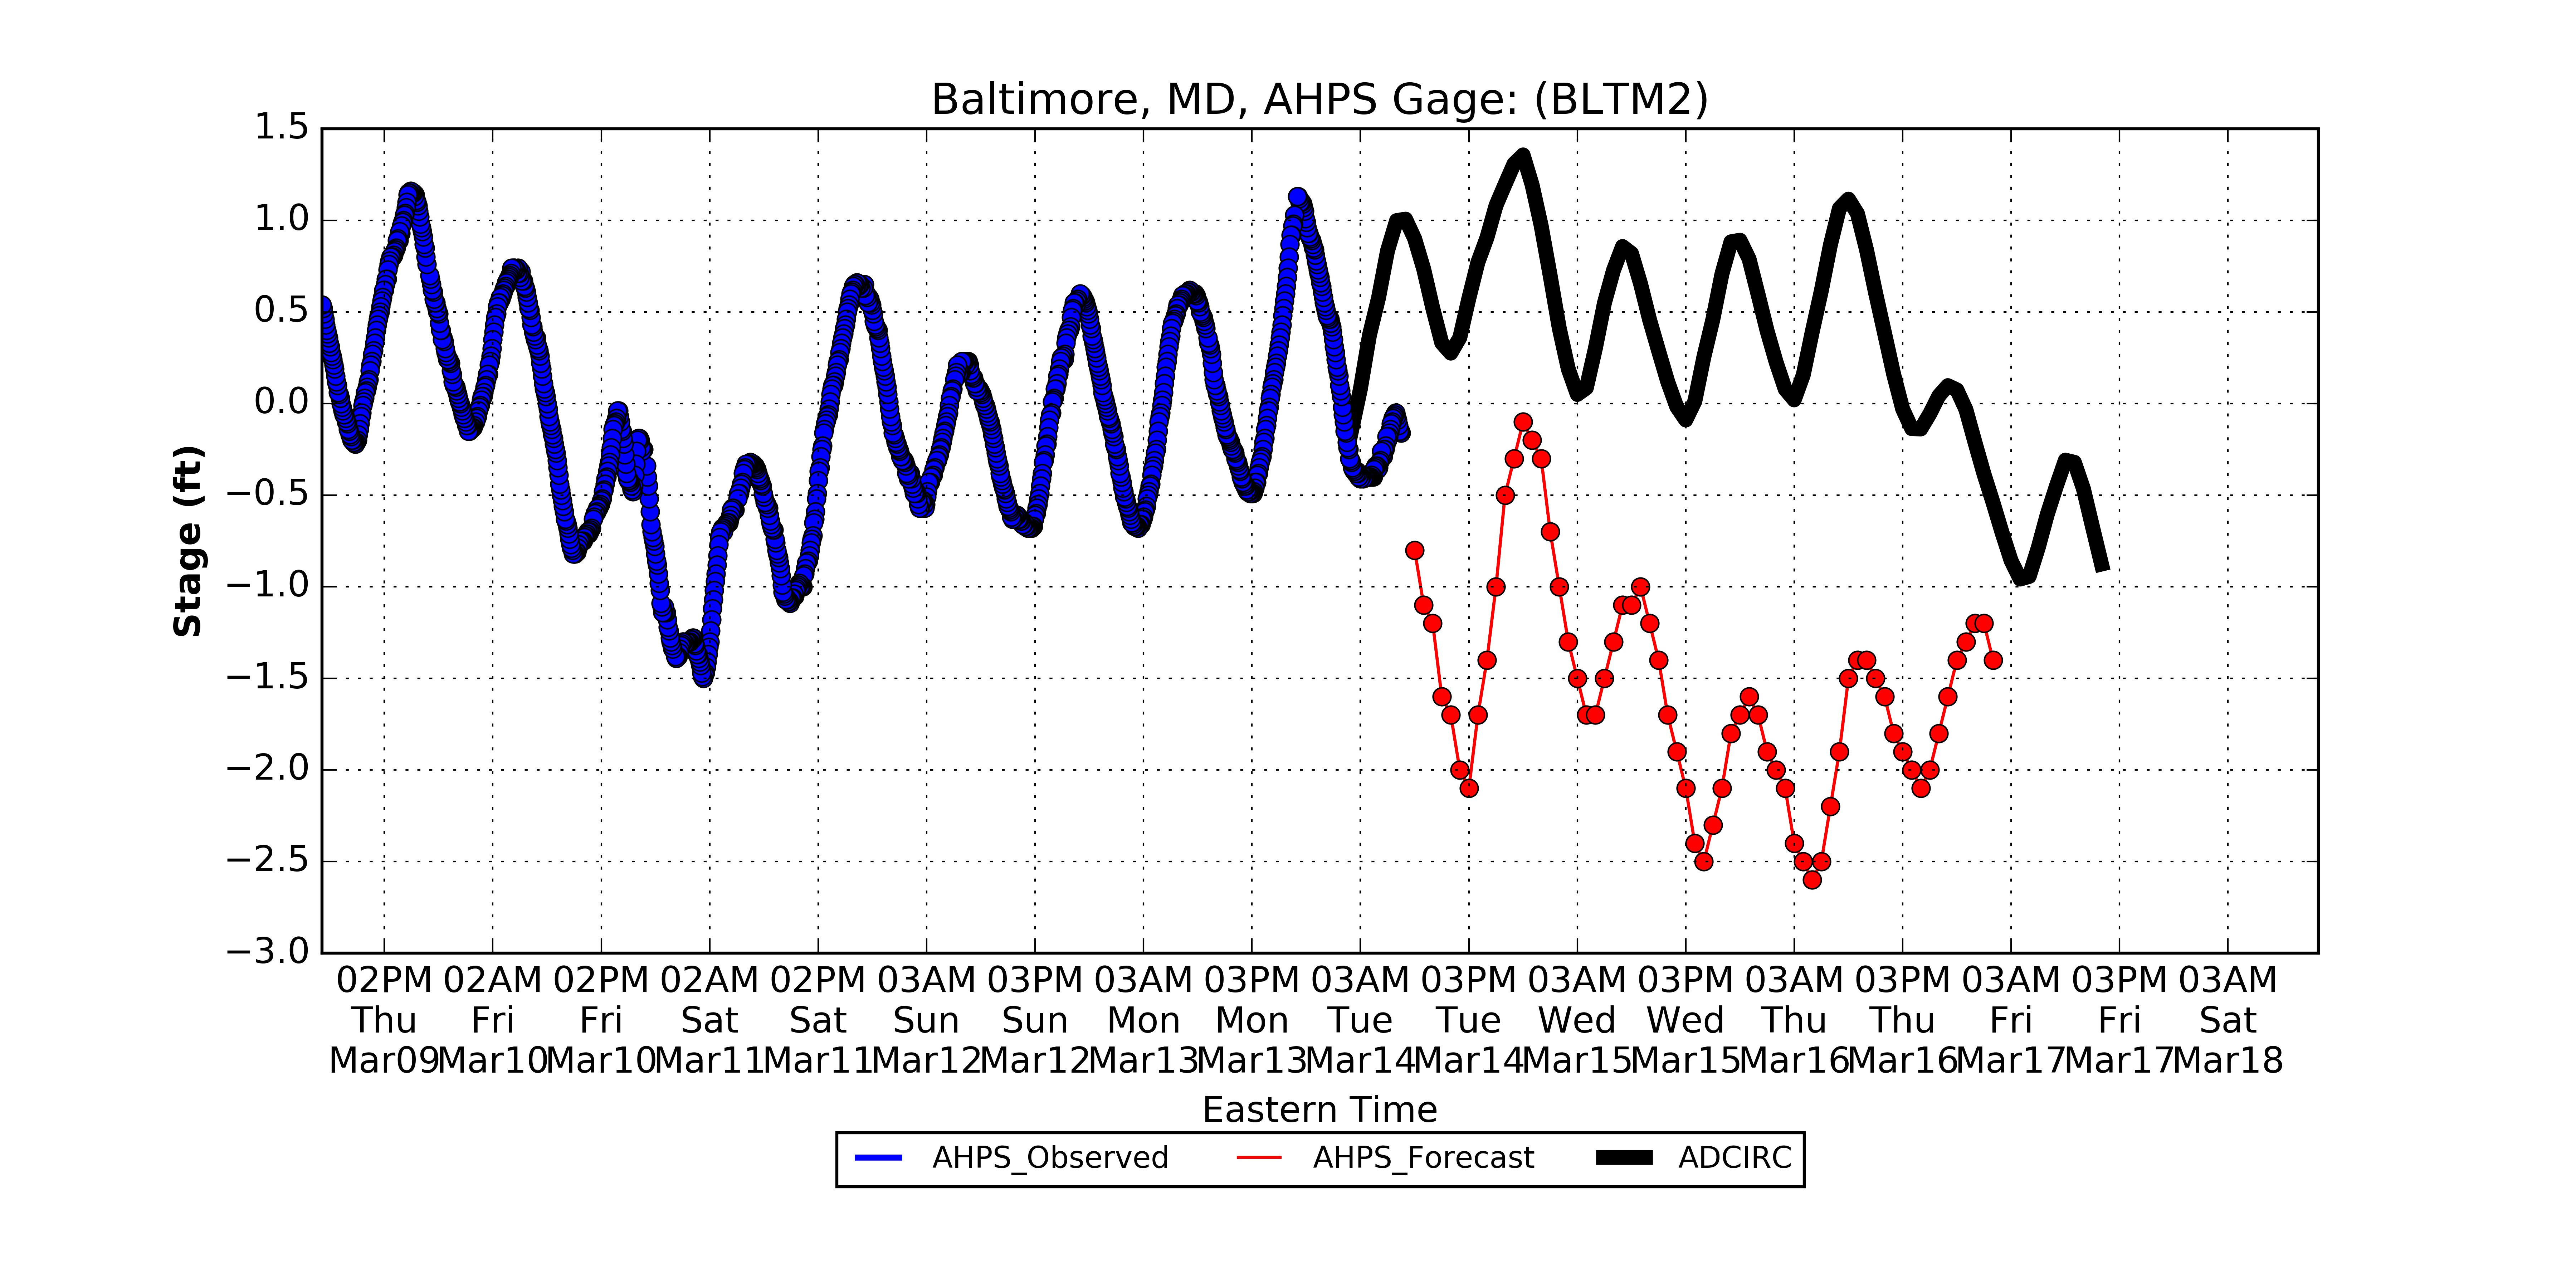 Baltimore, MD, AHPS Gage: (BLTM2)
1.5
1.0
0.5
0.0
−0.5
−1.0
−1.5
−2.0
−2.5
−3.0
Stage (ft)
02PM 02AM 02PM 02AM 02PM 03AM 03PM 03AM 03PM 03AM 03PM 03AM 03PM 03AM 03PM 03AM 03PM 03AM
Thu Fri Fri Sat Sat Sun Sun Mon Mon Tue Tue Wed Wed Thu Thu Fri Fri Sat
Mar09 Mar10 Mar10 Mar11 Mar11 Mar12 Mar12 Mar13 Mar13 Mar14 Mar14 Mar15 Mar15 Mar16 Mar16 Mar17 Mar17 Mar18
Eastern Time
AHPS_Observed AHPS_Forecast ADCIRC